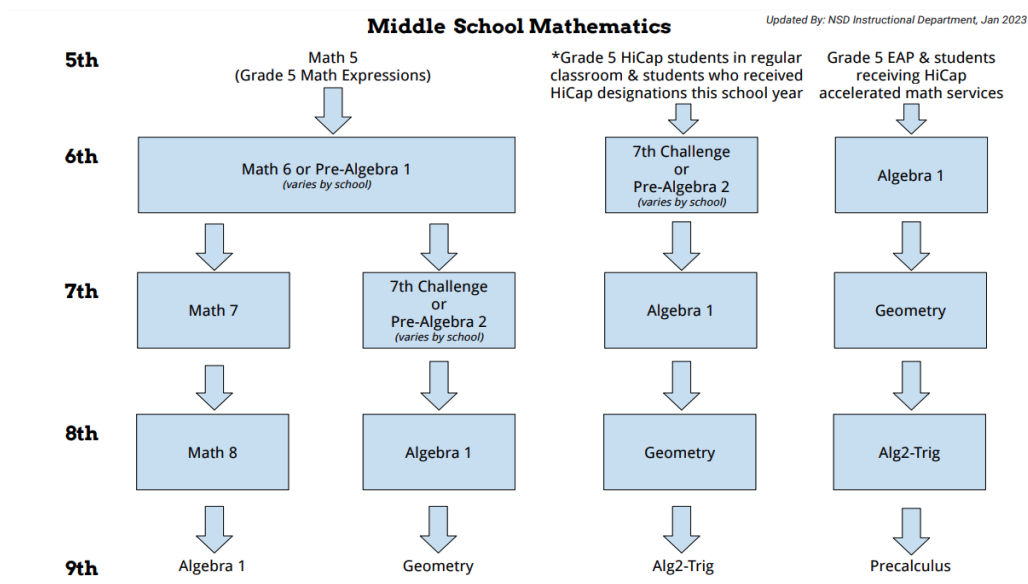 Middle School Mathematics
Updated By: NSD Instructional Department, Jan 2023
5th
Math 5
(Grade 5 Math Expressions)
*Grade 5 HiCap students in regular
classroom & students who received
HiCap designations this school year
Grade 5 EAP & students
receiving HiCap
accelerated math services
6th
Math 6 or Pre-Algebra 1
(varies by school)
7th Challenge
or
Pre-Algebra 2
(varies by school)
Algebra 1
7th
Math 7
7th Challenge
or
Pre-Algebra 2
(varies by school)
Algebra 1
Geometry
8th
Math 8
Algebra 1
Geometry
Alg2-Trig
9th
Algebra 1
Geometry
Alg2-Trig
Precalculus